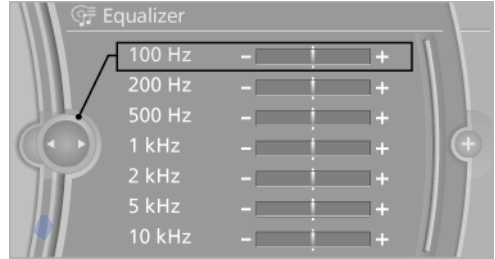 Equalizer
100 Hz - +
200 Hz - +
500 Hz - +
1 kHz - +
2 kHz - +
5 kHz - +
10 kHz - +
+